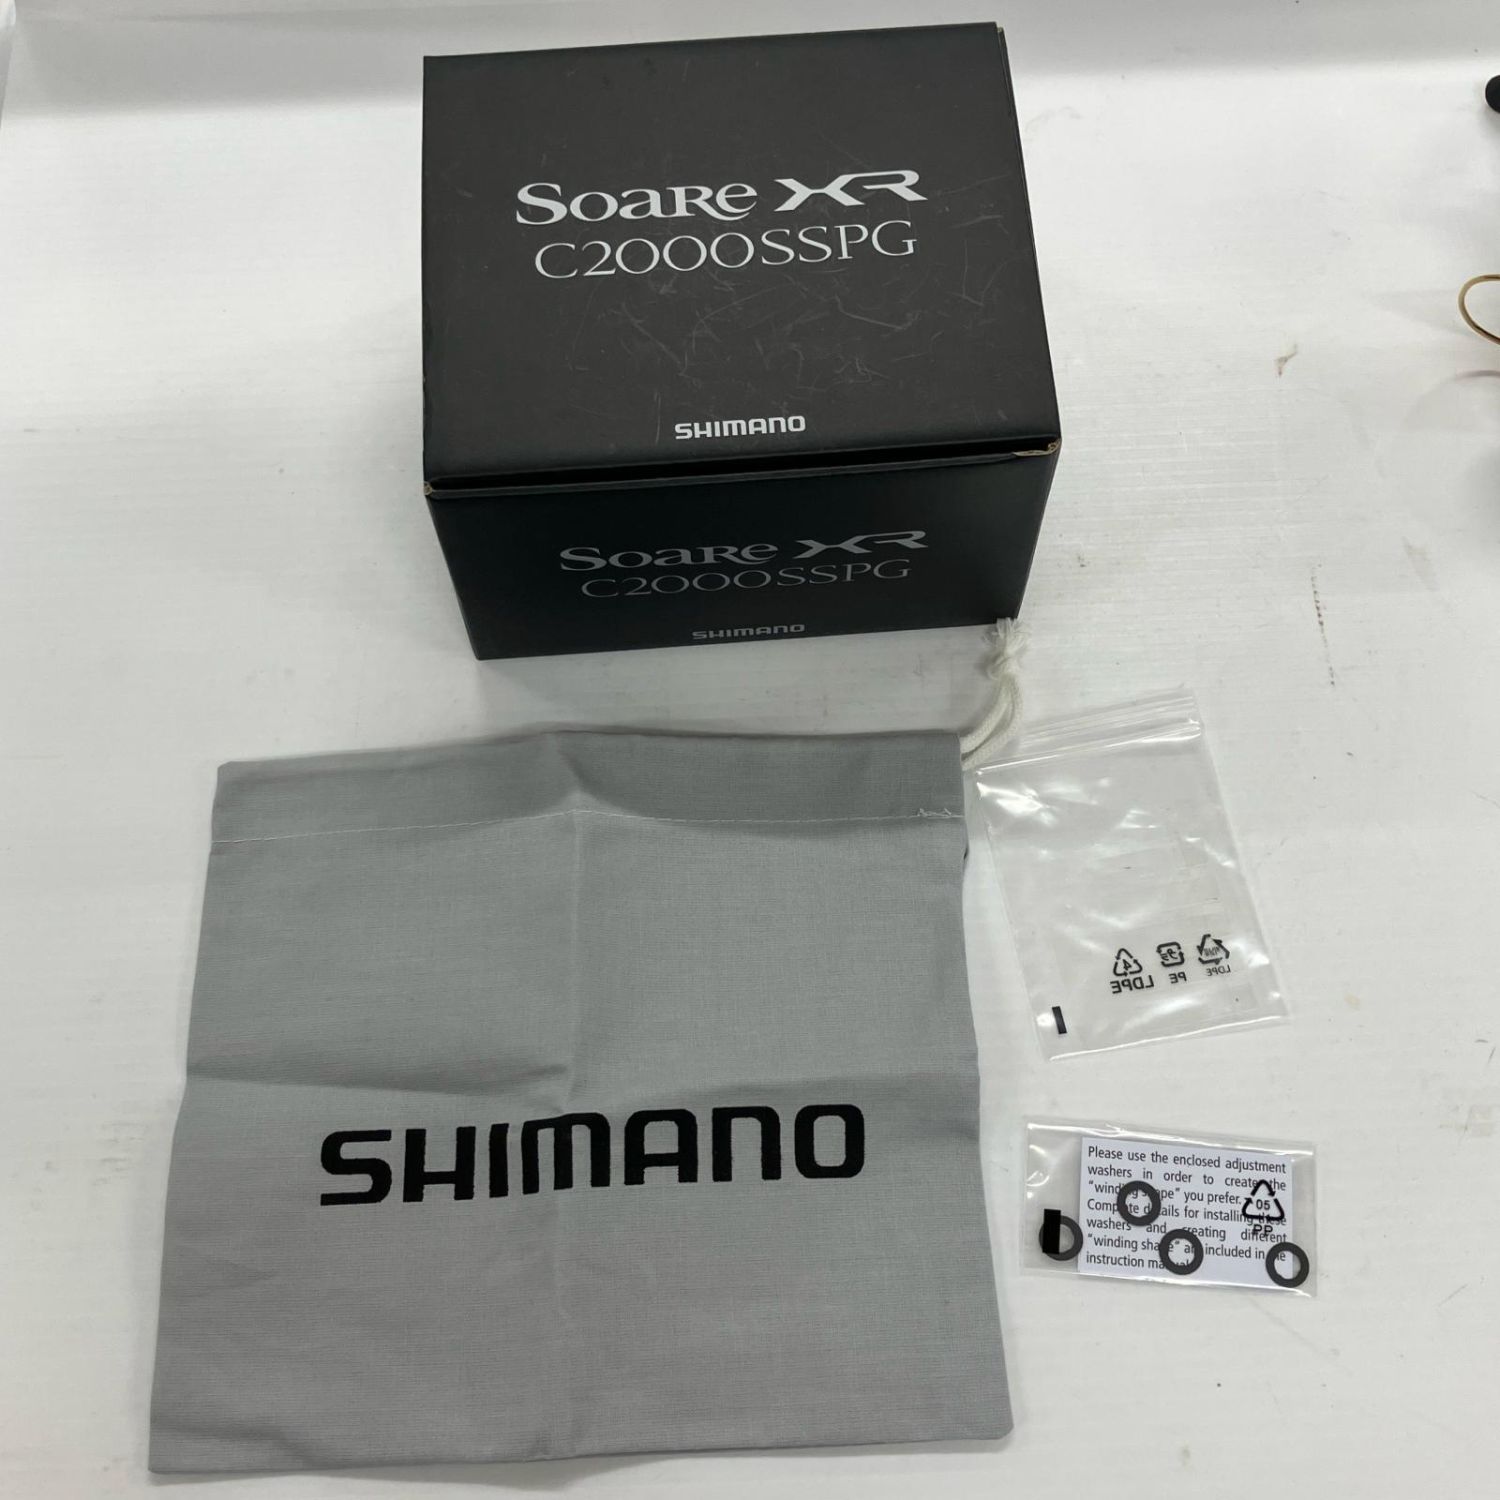 Soare XR
C2000SSPG
SHIMANO
Soare XR
C2000SSPG
SHIMANO
4
LDPE
PE
LDPE
SHIMANO
Please use the enclosed adjustment
washers in order to create the
"winding shape" you prefer.
Complete details for installing these
washers and creating different
"winding shape" are included in the
instruction manual.
05
PP